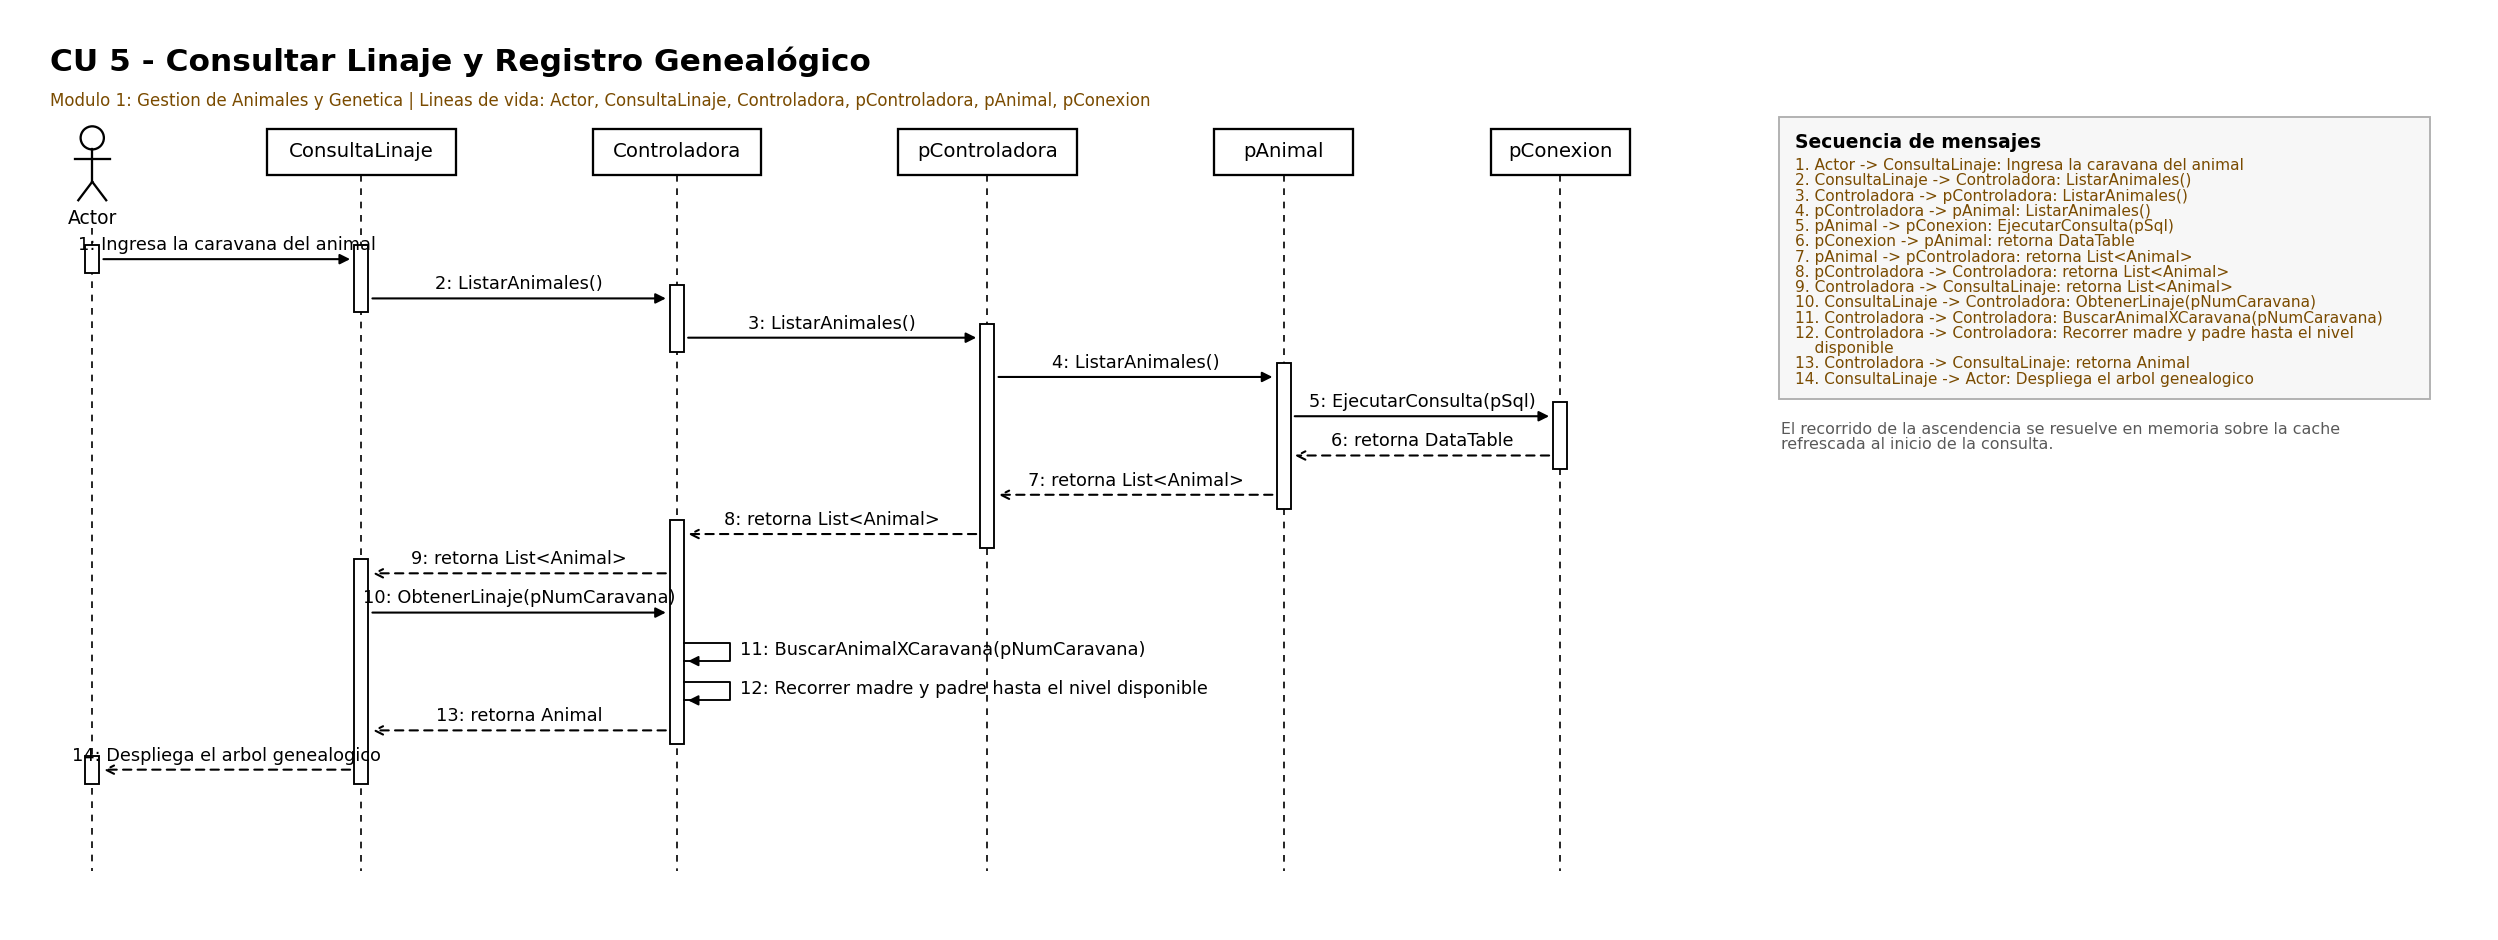 CU 5 - Consultar Linaje y Registro Genealógico
Modulo 1: Gestion de Animales y Genetica | Lineas de vida: Actor, ConsultaLinaje, Controladora, pControladora, pAnimal, pConexion
Actor
ConsultaLinaje
Controladora
pControladora
pAnimal
pConexion
1: Ingresa la caravana del animal
2: ListarAnimales()
3: ListarAnimales()
4: ListarAnimales()
5: EjecutarConsulta(pSql)
6: retorna DataTable
7: retorna List<Animal>
8: retorna List<Animal>
9: retorna List<Animal>
10: ObtenerLinaje(pNumCaravana)
11: BuscarAnimalXCaravana(pNumCaravana)
12: Recorrer madre y padre hasta el nivel disponible
13: retorna Animal
14: Despliega el arbol genealogico
Secuencia de mensajes
1. Actor -> ConsultaLinaje: Ingresa la caravana del animal
2. ConsultaLinaje -> Controladora: ListarAnimales()
3. Controladora -> pControladora: ListarAnimales()
4. pControladora -> pAnimal: ListarAnimales()
5. pAnimal -> pConexion: EjecutarConsulta(pSql)
6. pConexion -> pAnimal: retorna DataTable
7. pAnimal -> pControladora: retorna List<Animal>
8. pControladora -> Controladora: retorna List<Animal>
9. Controladora -> ConsultaLinaje: retorna List<Animal>
10. ConsultaLinaje -> Controladora: ObtenerLinaje(pNumCaravana)
11. Controladora -> Controladora: BuscarAnimalXCaravana(pNumCaravana)
12. Controladora -> Controladora: Recorrer madre y padre hasta el nivel
disponible
13. Controladora -> ConsultaLinaje: retorna Animal
14. ConsultaLinaje -> Actor: Despliega el arbol genealogico
El recorrido de la ascendencia se resuelve en memoria sobre la cache
refrescada al inicio de la consulta.